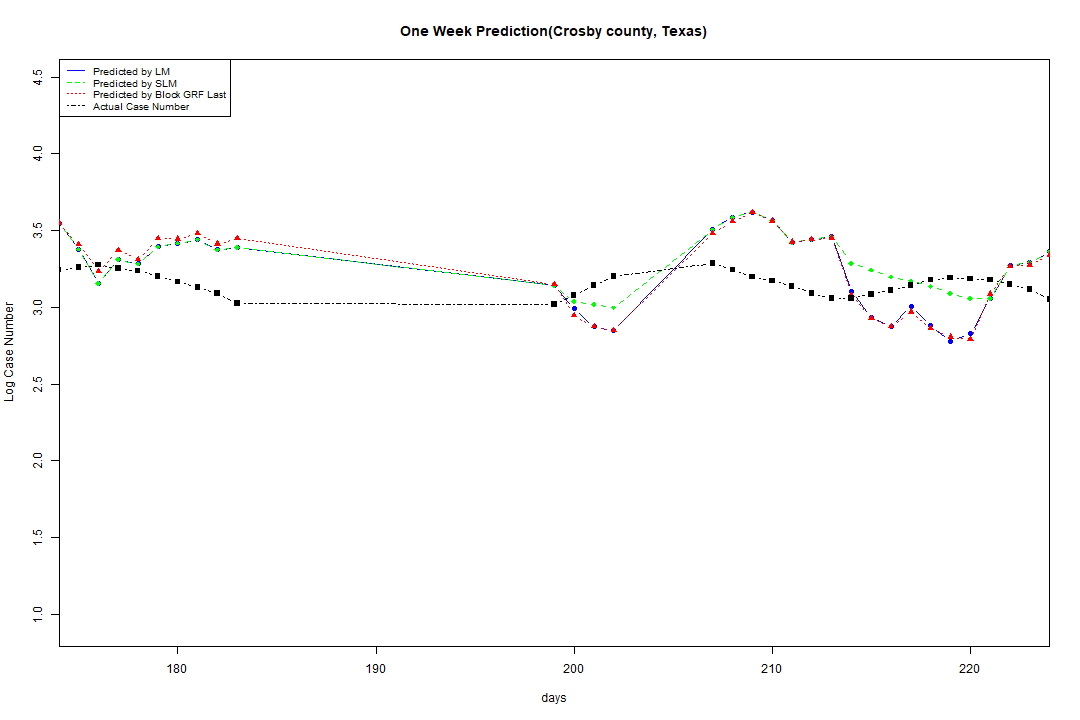 One Week Prediction(Crosby county, Texas)
Predicted by LM
Predicted by SLM
Predicted by Block GRF Last
Actual Case Number
4.5
4.0
3.5
3.0
2.5
2.0
1.5
1.0
Log Case Number
180 190 200 210 220
days